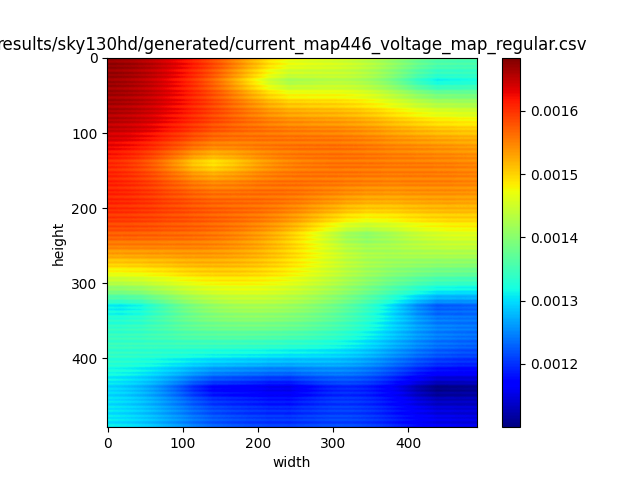 results/sky130hd/generated/current_map446_voltage_map_regular.csv
0
100
200
300
400
height
0 100 200 300 400
width
0.0016
0.0015
0.0014
0.0013
0.0012